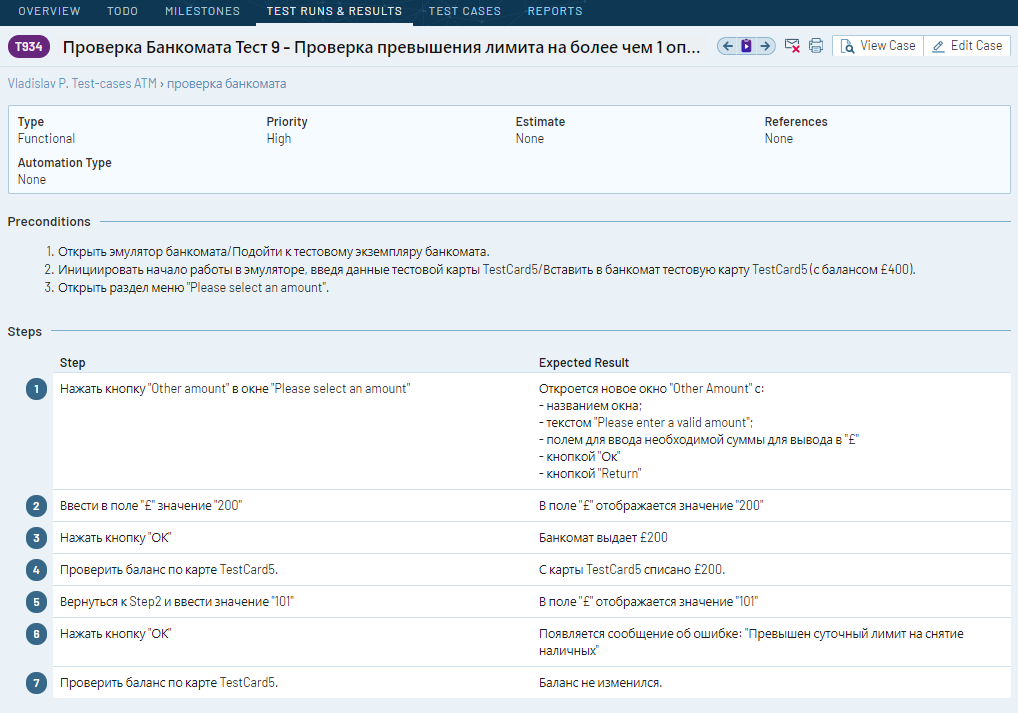 OVERVIEW TODO MILESTONES TEST RUNS & RESULTS TEST CASES REPORTS
T934 Проверка Банкомата Тест 9 - Проверка превышения лимита на более чем 1 оп... View Case Edit Case
Vladislav P. Test-cases ATM › проверка банкомата
Type Priority Estimate References
Functional High None None
Automation Type
None
Preconditions
1. Открыть эмулятор банкомата/Подойти к тестовому экземпляру банкомата.
2. Инициировать начало работы в эмуляторе, введя данные тестовой карты TestCard5/Вставить в банкомат тестовую карту TestCard5 (с балансом £400).
3. Открыть раздел меню "Please select an amount".
Steps
Step Expected Result
1 Нажать кнопку "Other amount" в окне "Please select an amount" Откроется новое окно "Other Amount" с:
- названием окна;
- текстом "Please enter a valid amount";
- полем для ввода необходимой суммы для вывода в "£"
- кнопкой "Ок"
- кнопкой "Return"
2 Ввести в поле "£" значение "200" В поле "£" отображается значение "200"
3 Нажать кнопку "ОК" Банкомат выдает £200
4 Проверить баланс по карте TestCard5. С карты TestCard5 списано £200.
5 Вернуться к Step2 и ввести значение "101" В поле "£" отображается значение "101"
6 Нажать кнопку "ОК" Появляется сообщение об ошибке: "Превышен суточный лимит на снятие
наличных"
7 Проверить баланс по карте TestCard5. Баланс не изменился.